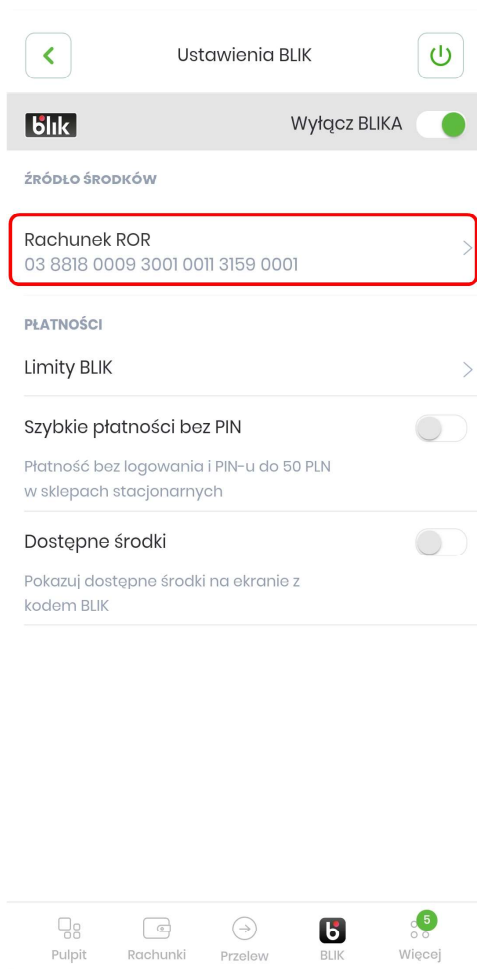 Ustawienia BLIK
blik
Wyłącz BLIKA
ŹRÓDŁO ŚRODKÓW
Rachunek ROR
03 8818 0009 3001 0011 3159 0001
PŁATNOŚCI
Limity BLIK
Szybkie płatności bez PIN
Płatność bez logowania i PIN-u do 50 PLN
w sklepach stacjonarnych
Dostępne środki
Pokazuj dostępne środki na ekranie z
kodem BLIK
5
Pulpit
Rachunki
Przelew
BLIK
Więcej